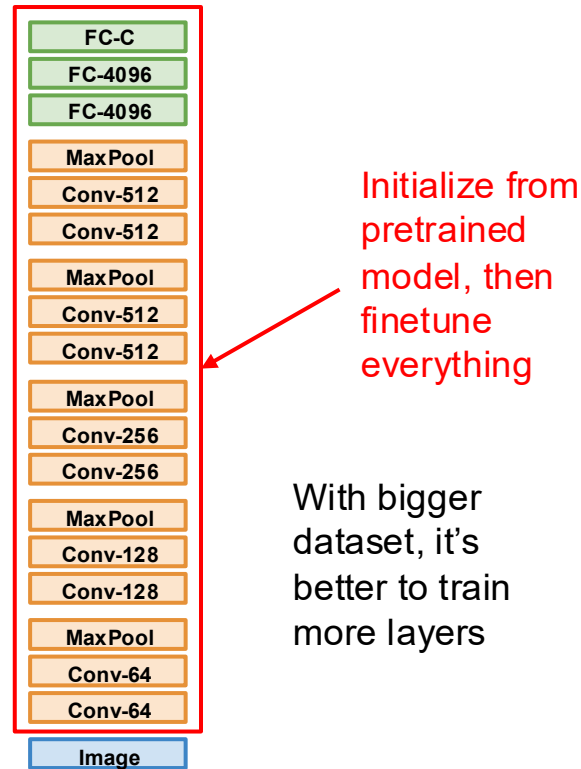 FC-C
FC-4096
FC-4096
MaxPool
Conv-512
Conv-512
MaxPool
Conv-512
Conv-512
MaxPool
Conv-256
Conv-256
MaxPool
Conv-128
Conv-128
MaxPool
Conv-64
Conv-64
Image
Initialize from
pretrained
model, then
finetune
everything
With bigger
dataset, it’s
better to train
more layers